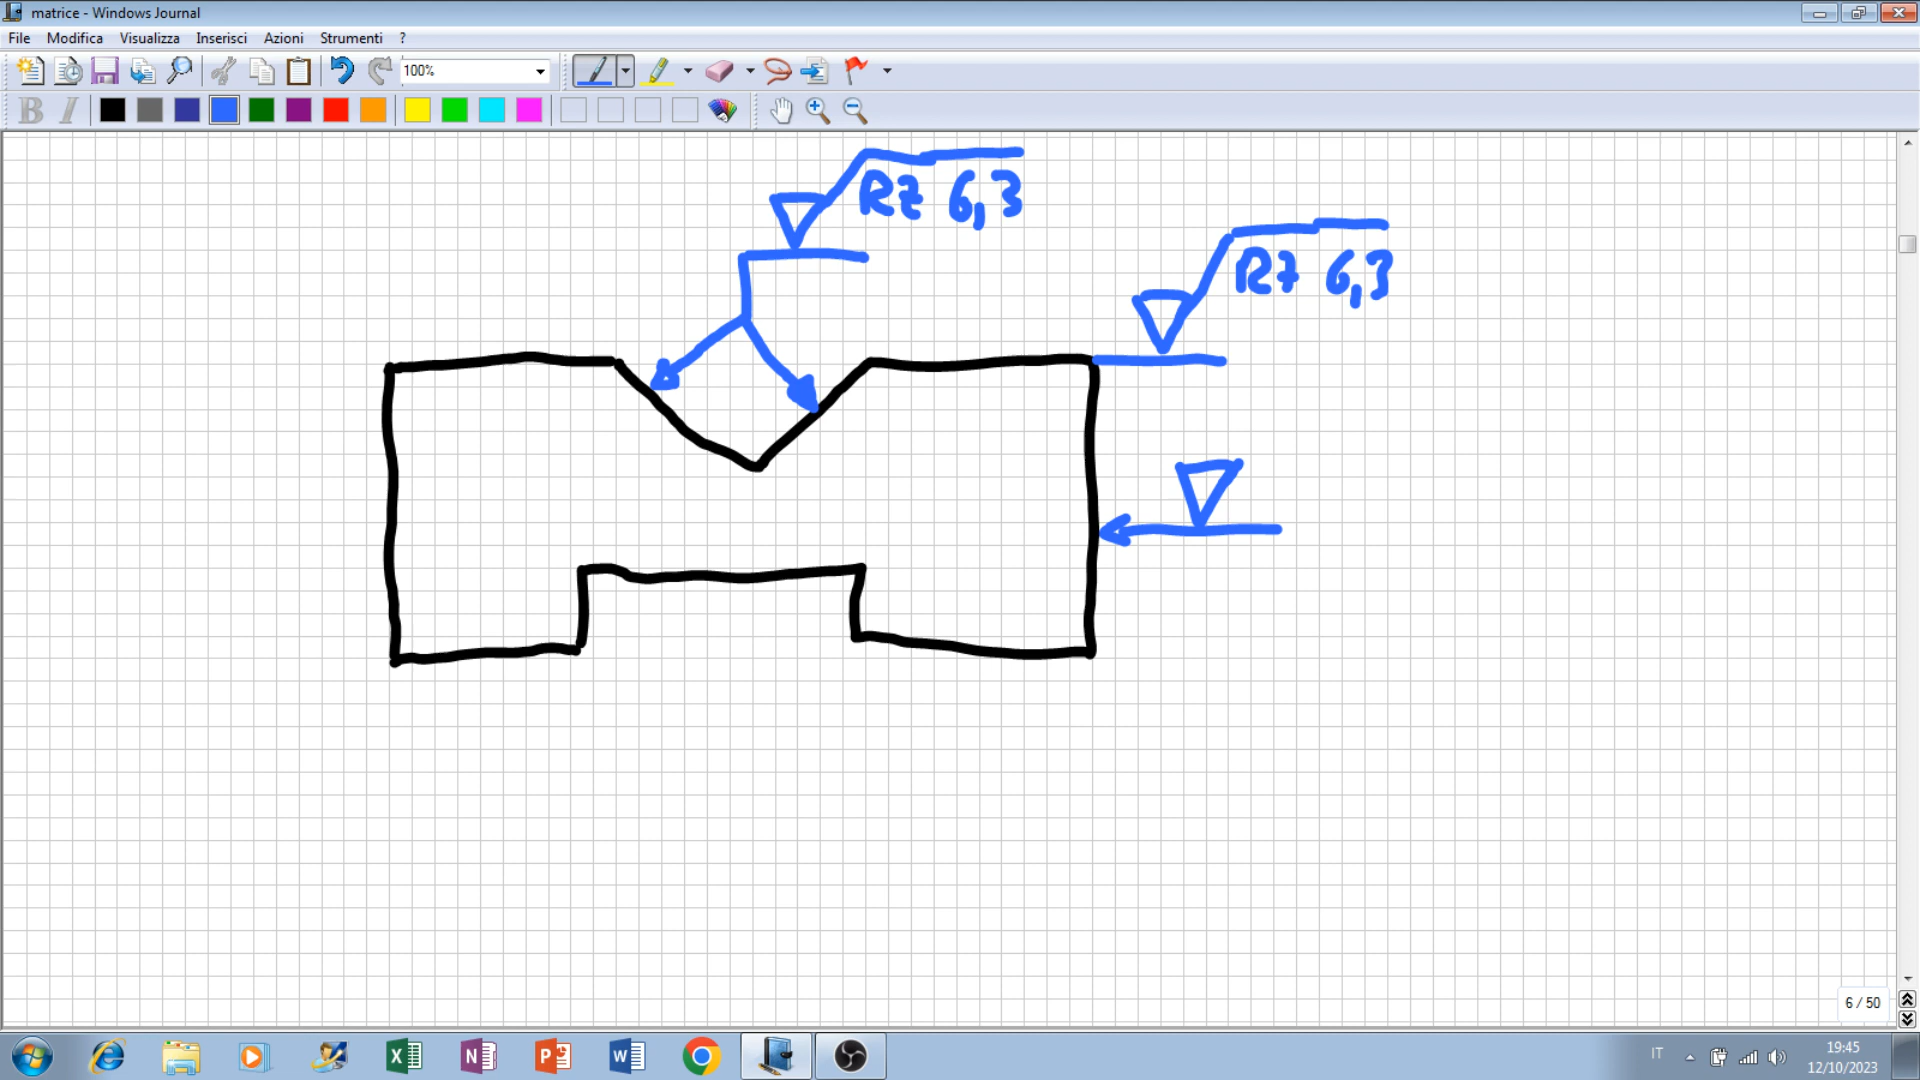 matrice - Windows Journal
File Modifica Visualizza Inserisci Azioni Strumenti ?
100%
B I
Rz 6,3
Rz 6,3
6 / 50
IT
19:45
12/10/2023